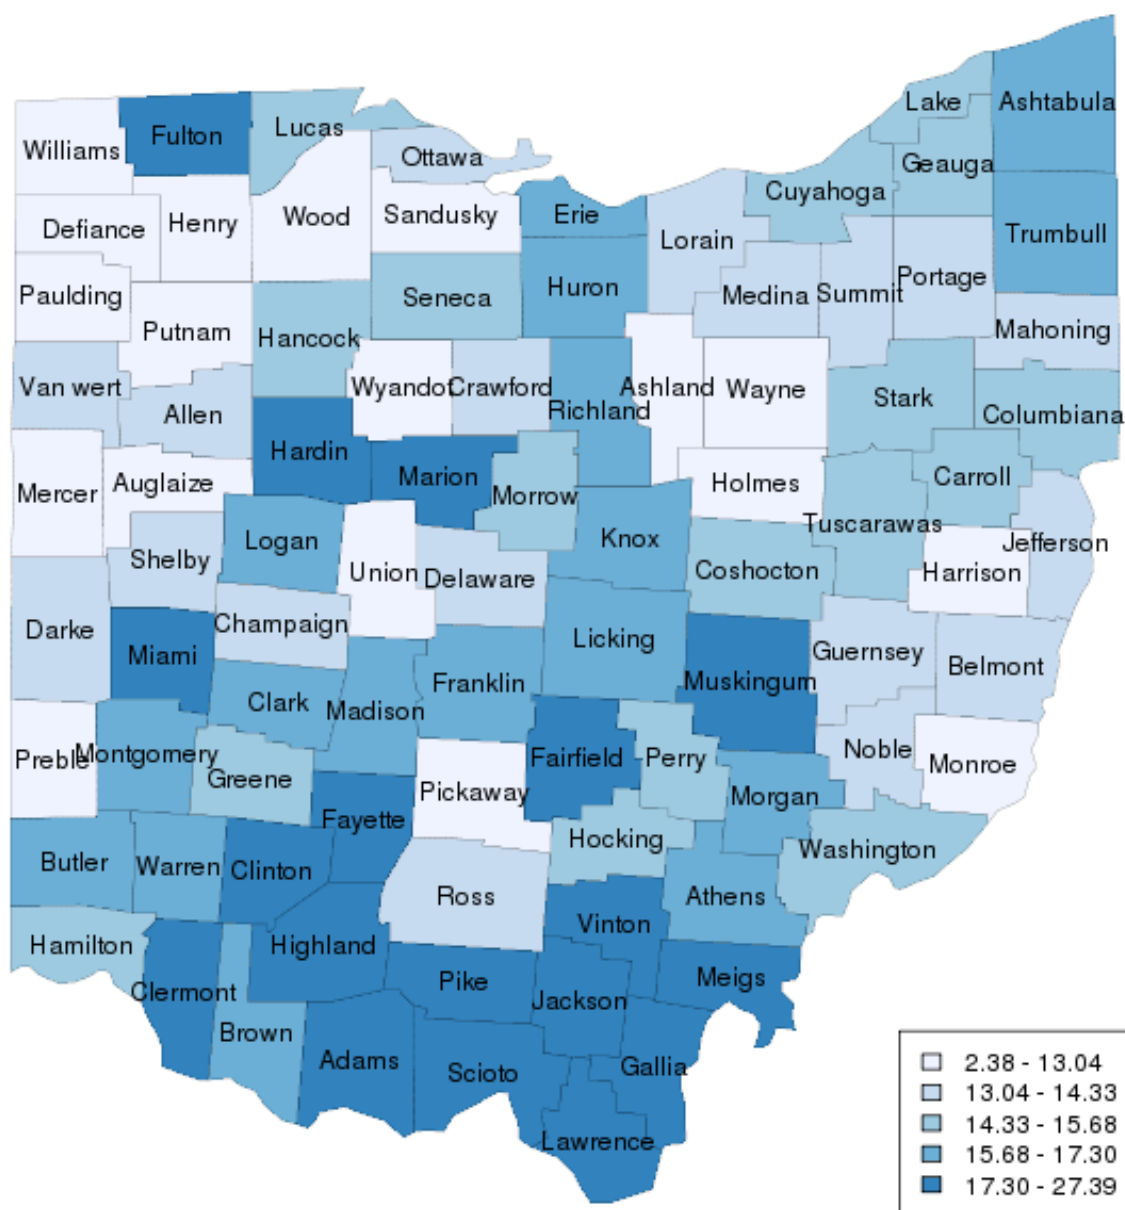 Lake
Ashtabula
Williams
Fulton
Lucas
Ottawa
Geauga
Cuyahoga
Defiance
Henry
Wood
Sandusky
Erie
Lorain
Trumbull
Paulding
Seneca
Huron
Medina
Summit
Portage
Putnam
Hancock
Mahoning
Van wert
Allen
Wyandot
Crawford
Richland
Ashland
Wayne
Stark
Columbiana
Hardin
Marion
Mercer
Auglaize
Morrow
Holmes
Carroll
Tuscarawas
Shelby
Logan
Union
Delaware
Knox
Coshocton
Harrison
Jefferson
Darke
Champaign
Licking
Guernsey
Belmont
Miami
Clark
Madison
Franklin
Muskingum
Preble
Montgomery
Greene
Fairfield
Perry
Noble
Monroe
Pickaway
Morgan
Fayette
Hocking
Washington
Butler
Warren
Clinton
Ross
Athens
Hamilton
Highland
Vinton
Clermont
Pike
Jackson
Meigs
Brown
Adams
Scioto
Gallia
Lawrence
2.38 - 13.04
13.04 - 14.33
14.33 - 15.68
15.68 - 17.30
17.30 - 27.39